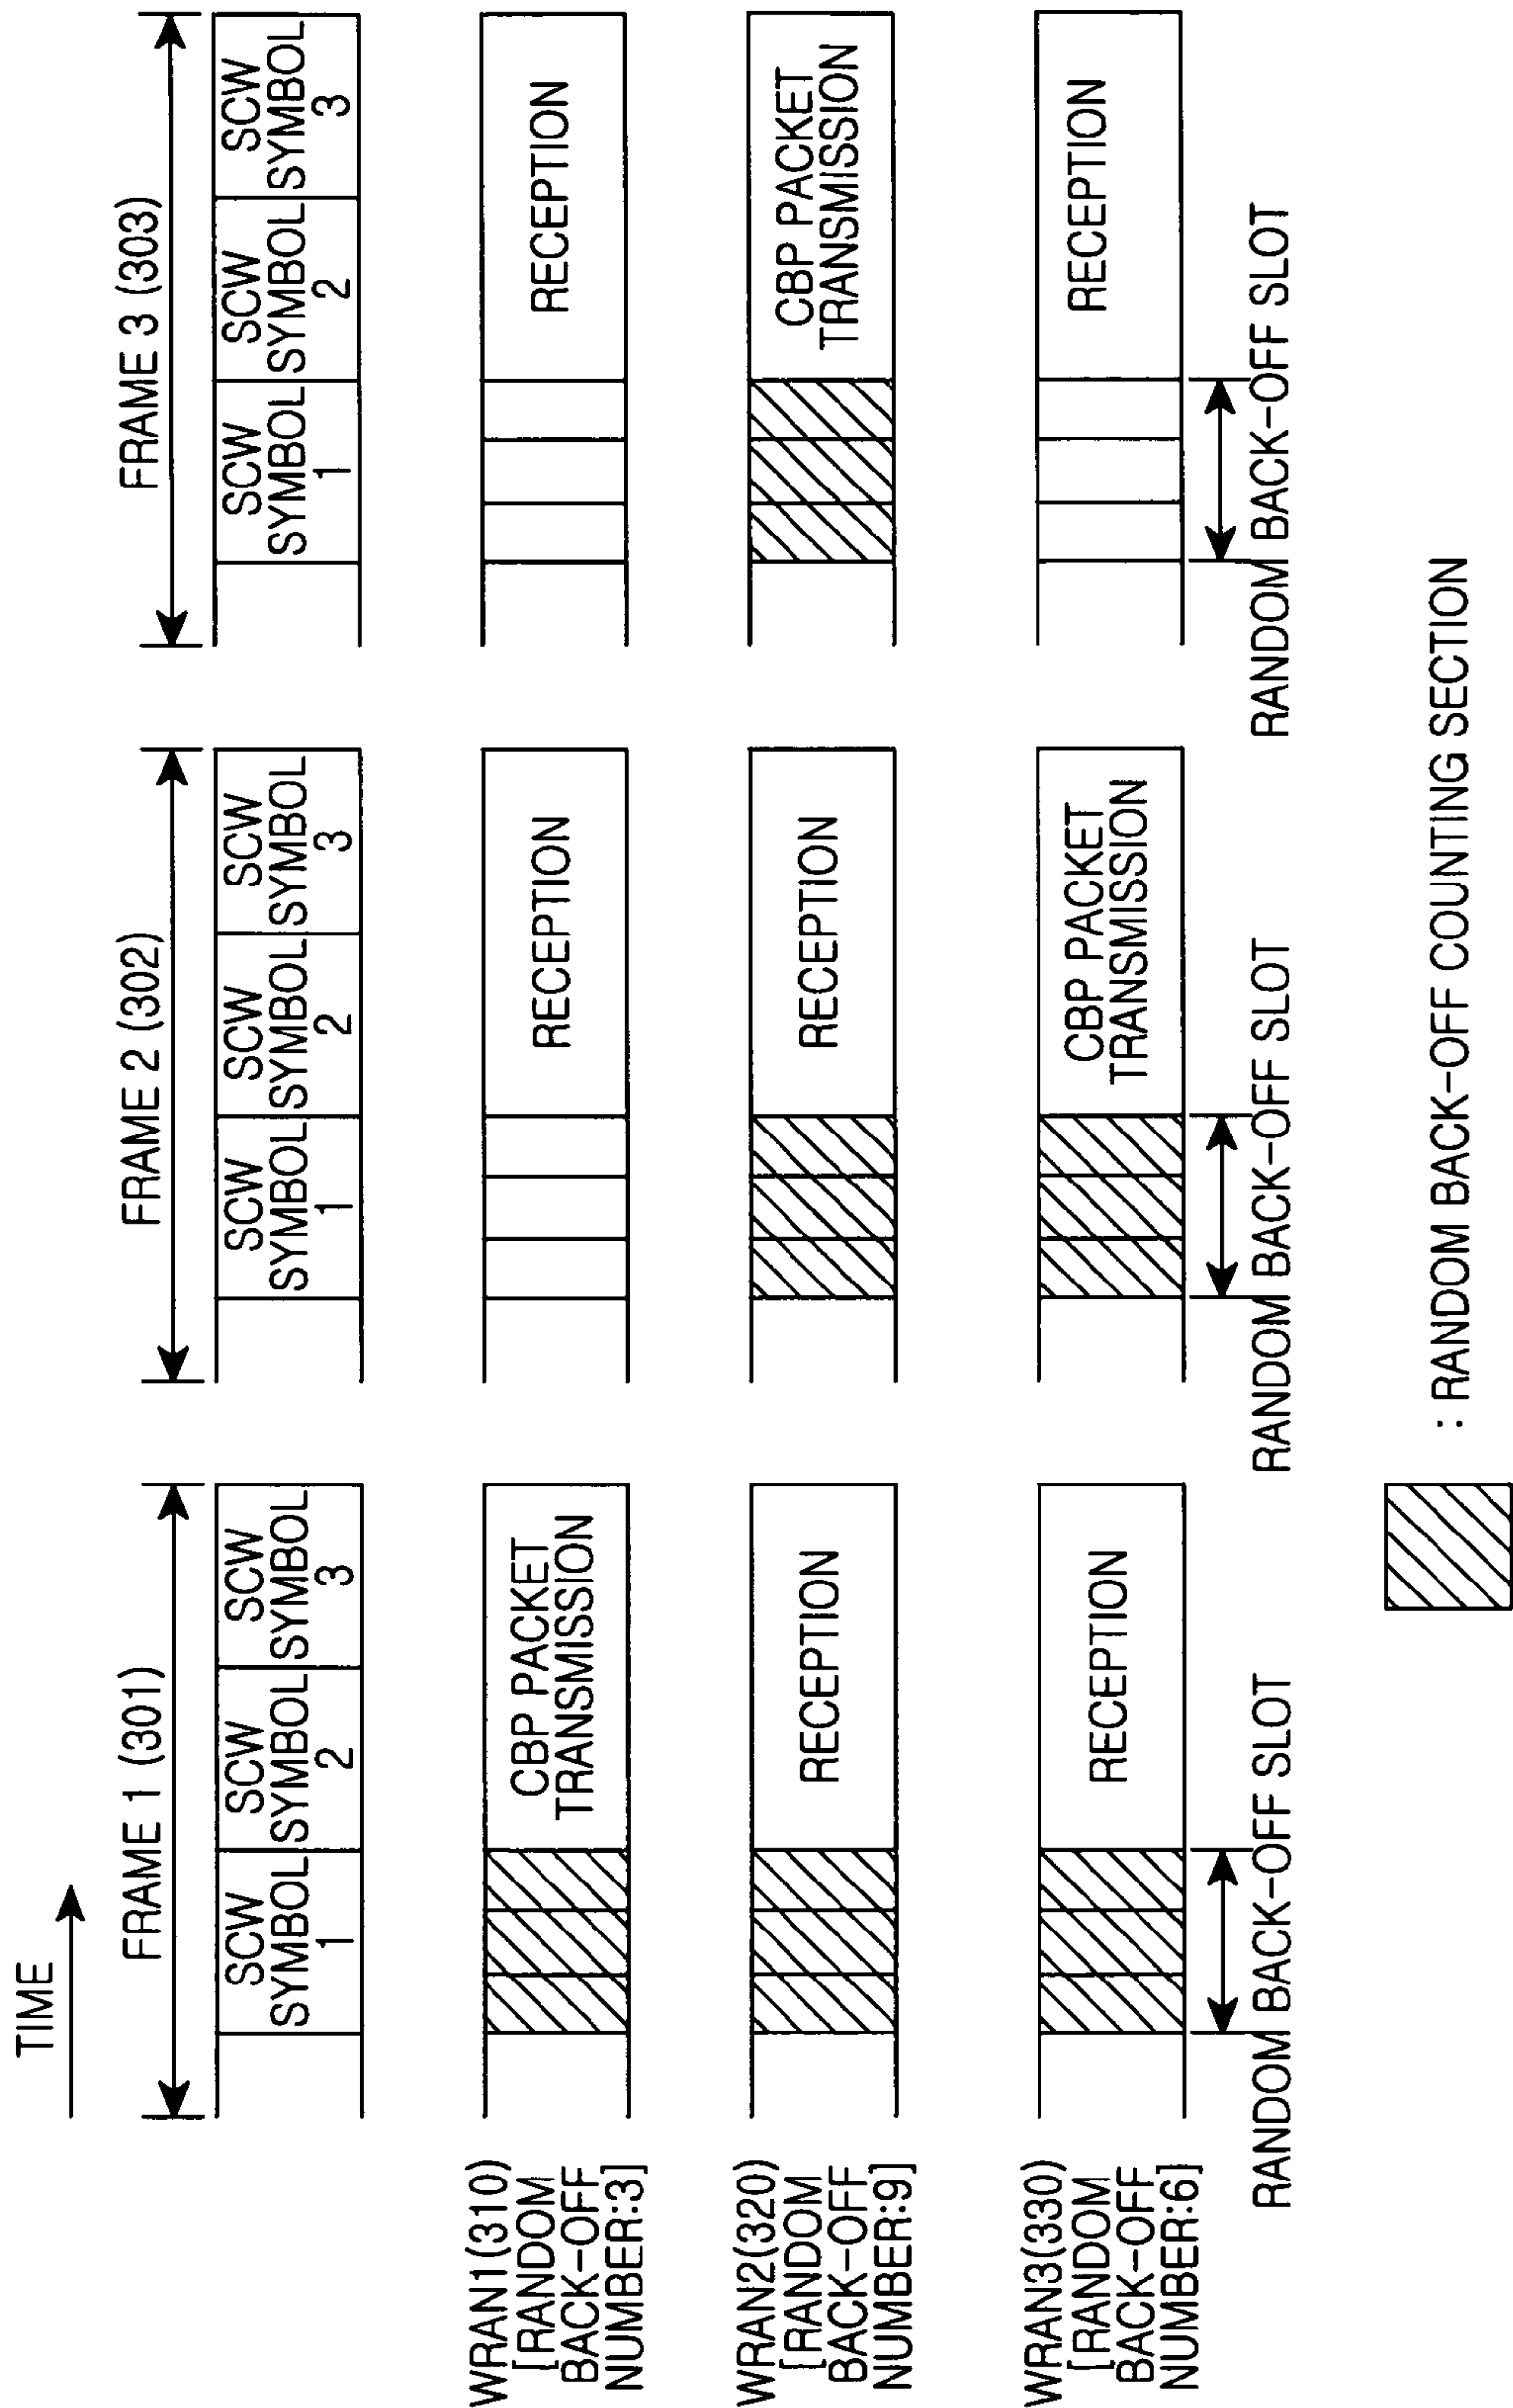 TIME
FRAME 1 (301)
FRAME 2 (302)
FRAME 3 (303)
SCW
SYMBOL
1
SCW
SYMBOL
2
SCW
SYMBOL
3
SCW
SYMBOL
1
SCW
SYMBOL
2
SCW
SYMBOL
3
SCW
SYMBOL
1
SCW
SYMBOL
2
SCW
SYMBOL
3
WRAN1(310)
[RANDOM
BACK-OFF
NUMBER:3]
CBP PACKET
TRANSMISSION
RECEPTION
RECEPTION
WRAN2(320)
[RANDOM
BACK-OFF
NUMBER:9]
RECEPTION
RECEPTION
CBP PACKET
TRANSMISSION
WRAN3(330)
[RANDOM
BACK-OFF
NUMBER:6]
RECEPTION
CBP PACKET
TRANSMISSION
RECEPTION
RANDOM BACK-OFF SLOT
RANDOM BACK-OFF SLOT
RANDOM BACK-OFF SLOT
: RANDOM BACK-OFF COUNTING SECTION